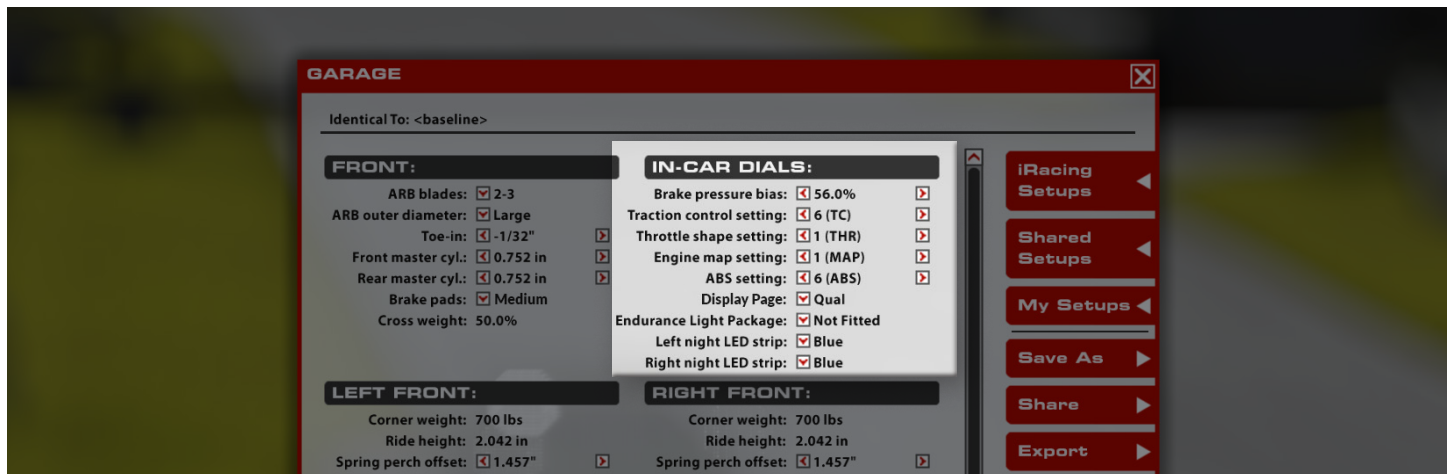 GARAGE
Identical To: <baseline>
FRONT:
ARB blades: 2-3
ARB outer diameter: Large
Toe-in: -1/32"
Front master cyl.: 0.752 in
Rear master cyl.: 0.752 in
Brake pads: Medium
Cross weight: 50.0%
IN-CAR DIALS:
Brake pressure bias: 56.0%
Traction control setting: 6 (TC)
Throttle shape setting: 1 (THR)
Engine map setting: 1 (MAP)
ABS setting: 6 (ABS)
Display Page: Qual
Endurance Light Package: Not Fitted
Left night LED strip: Blue
Right night LED strip: Blue
LEFT FRONT:
Corner weight: 700 lbs
Ride height: 2.042 in
Spring perch offset: 1.457"
RIGHT FRONT:
Corner weight: 700 lbs
Ride height: 2.042 in
Spring perch offset: 1.457"
iRacing
Setups
Shared
Setups
My Setups
Save As
Share
Export